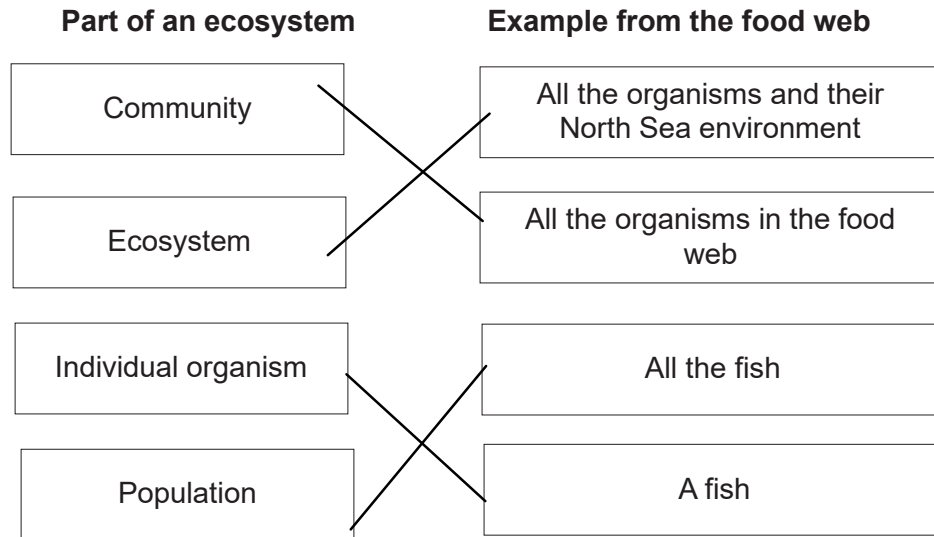 Part of an ecosystem
Example from the food web
Community
All the organisms and their
North Sea environment
Ecosystem
All the organisms in the food
web
Individual organism
All the fish
Population
A fish